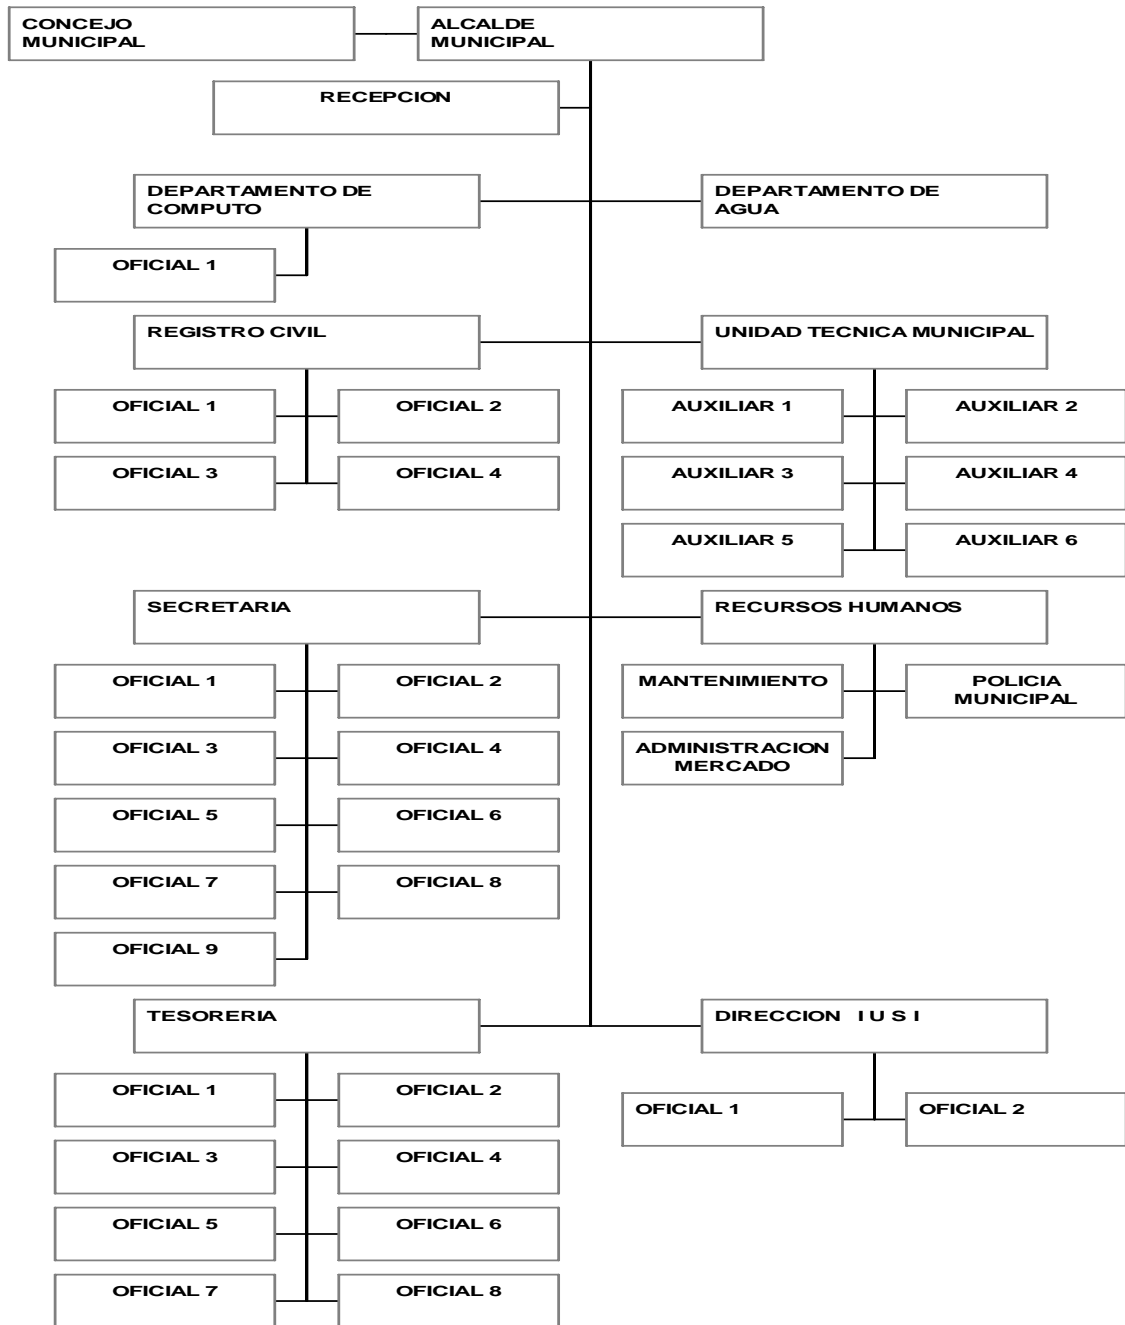 CONCEJO
MUNICIPAL
ALCALDE
MUNICIPAL
RECEPCION
DEPARTAMENTO DE
COMPUTO
DEPARTAMENTO DE
AGUA
OFICIAL 1
REGISTRO CIVIL
UNIDAD TECNICA MUNICIPAL
OFICIAL 1
OFICIAL 2
AUXILIAR 1
AUXILIAR 2
OFICIAL 3
OFICIAL 4
AUXILIAR 3
AUXILIAR 4
AUXILIAR 5
AUXILIAR 6
SECRETARIA
RECURSOS HUMANOS
OFICIAL 1
OFICIAL 2
MANTENIMIENTO
POLICIA
MUNICIPAL
OFICIAL 3
OFICIAL 4
ADMINISTRACION
MERCADO
OFICIAL 5
OFICIAL 6
OFICIAL 7
OFICIAL 8
OFICIAL 9
TESORERIA
DIRECCION I U S I
OFICIAL 1
OFICIAL 2
OFICIAL 1
OFICIAL 2
OFICIAL 3
OFICIAL 4
OFICIAL 5
OFICIAL 6
OFICIAL 7
OFICIAL 8